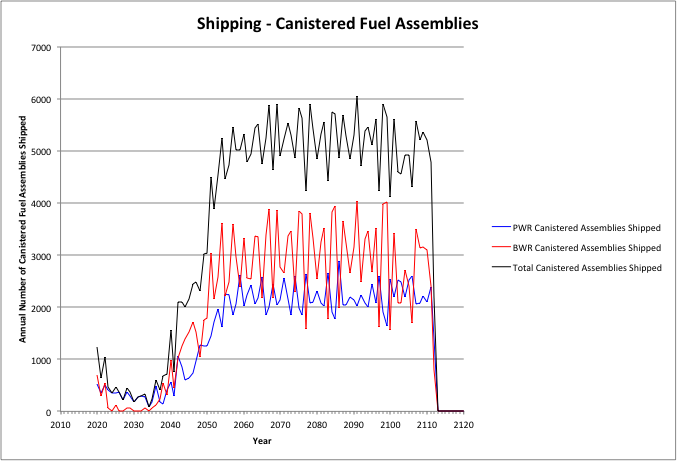 Shipping - Canistered Fuel Assemblies
Annual Number of Canistered Fuel Assemblies Shipped
7000
6000
5000
4000
3000
2000
1000
0
2010 2020 2030 2040 2050 2060 2070 2080 2090 2100 2110 2120
Year
PWR Canistered Assemblies Shipped
BWR Canistered Assemblies Shipped
Total Canistered Assemblies Shipped